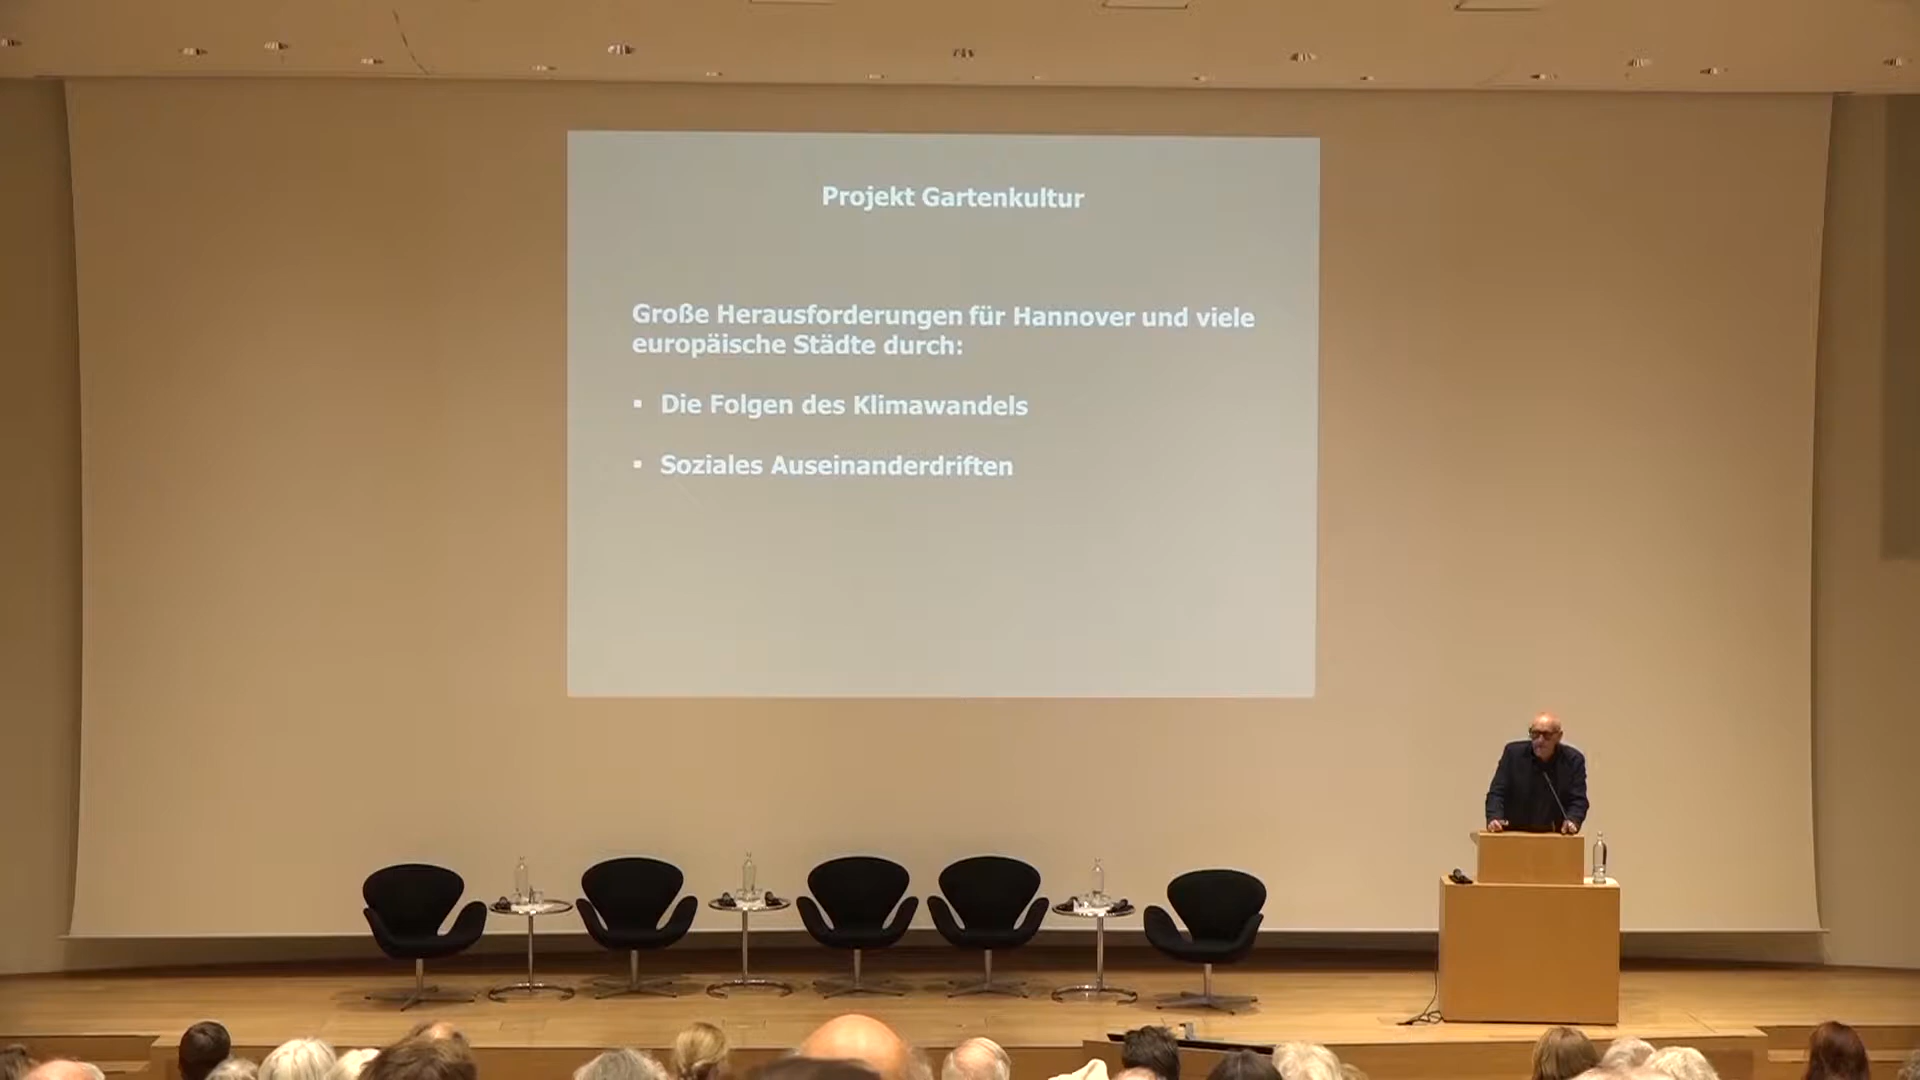 Projekt Gartenkultur
Große Herausforderungen für Hannover und viele
europäische Städte durch:
▪ Die Folgen des Klimawandels
▪ Soziales Auseinanderdriften